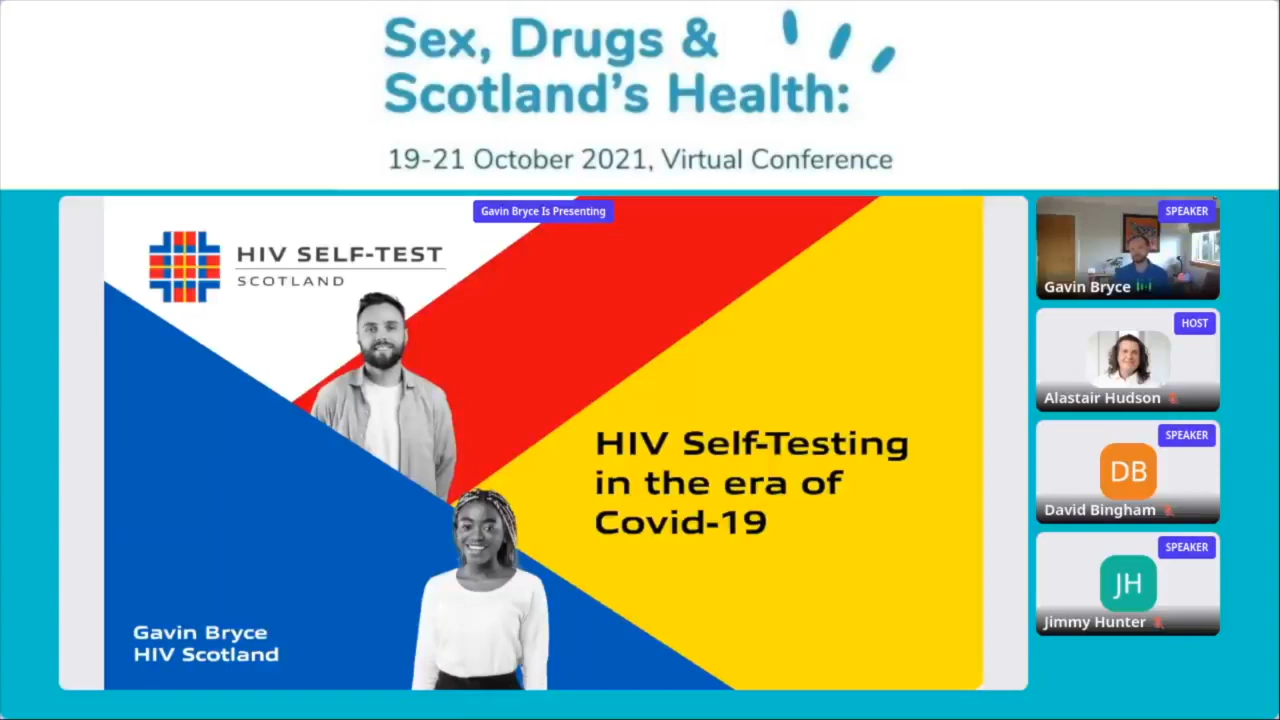 Sex, Drugs &
Scotland's Health:
19-21 October 2021, Virtual Conference
Gavin Bryce Is Presenting
HIV SELF-TEST
SCOTLAND
HIV Self-Testing
in the era of
Covid-19
Gavin Bryce
HIV Scotland
SPEAKER
Gavin Bryce
HOST
Alastair Hudson
SPEAKER
DB
David Bingham
SPEAKER
JH
Jimmy Hunter